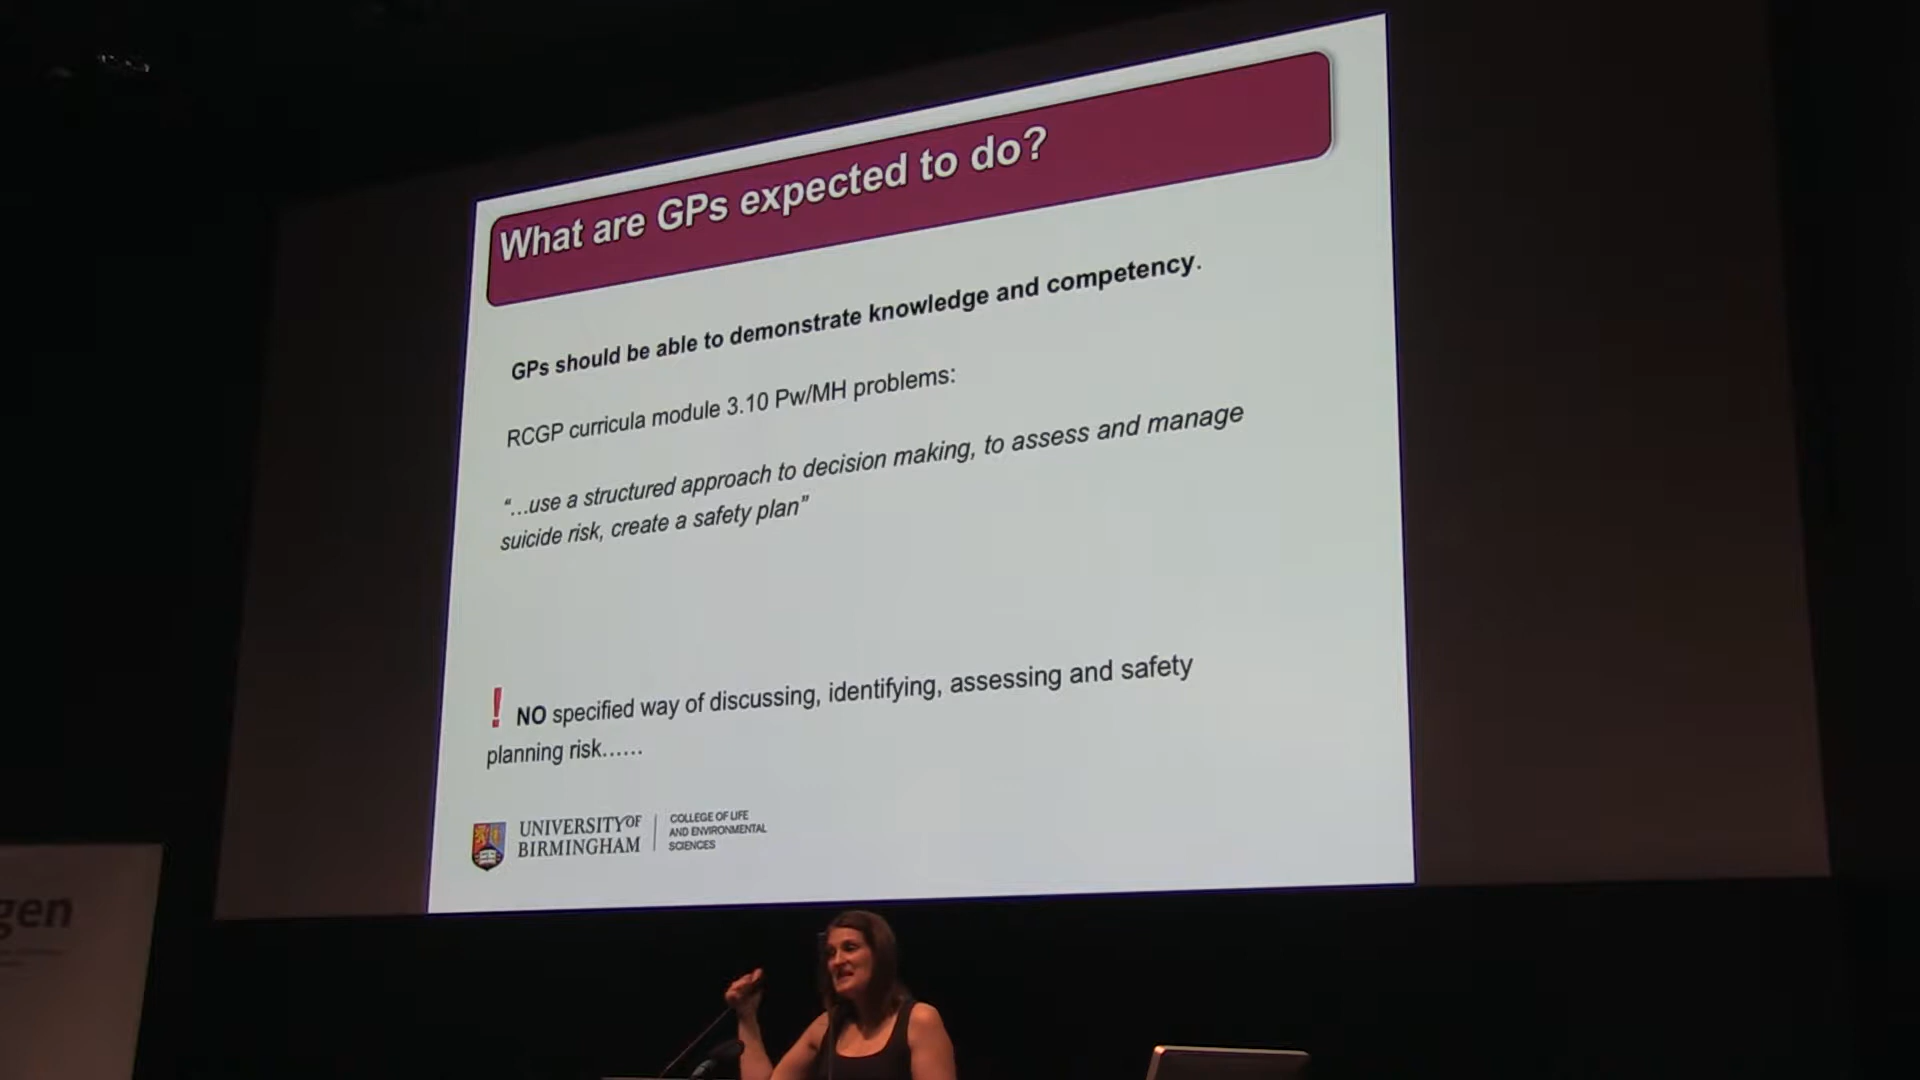 What are GPs expected to do?
GPs should be able to demonstrate knowledge and competency.
RCGP curricula module 3.10 Pw/MH problems:
“…use a structured approach to decision making, to assess and manage
suicide risk, create a safety plan”
! NO specified way of discussing, identifying, assessing and safety
planning risk……
UNIVERSITY OF
BIRMINGHAM
COLLEGE OF LIFE
AND ENVIRONMENTAL
SCIENCES
gen